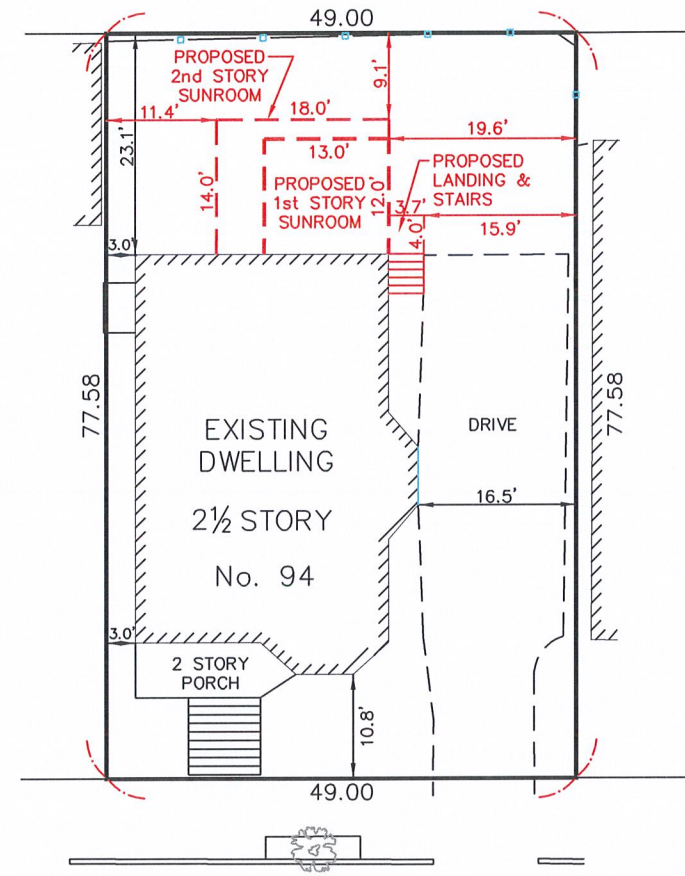 49.00
PROPOSED
2nd STORY
SUNROOM
9.1'
11.4'
18.0'
19.6'
23.1'
13.0'
PROPOSED
1st STORY
SUNROOM
14.0'
12.0'
PROPOSED
LANDING &
STAIRS
3.7'
15.9'
4.0'
3.0'
77.58
77.58
EXISTING
DWELLING
2½ STORY
No. 94
DRIVE
16.5'
3.0'
2 STORY
PORCH
10.8'
49.00